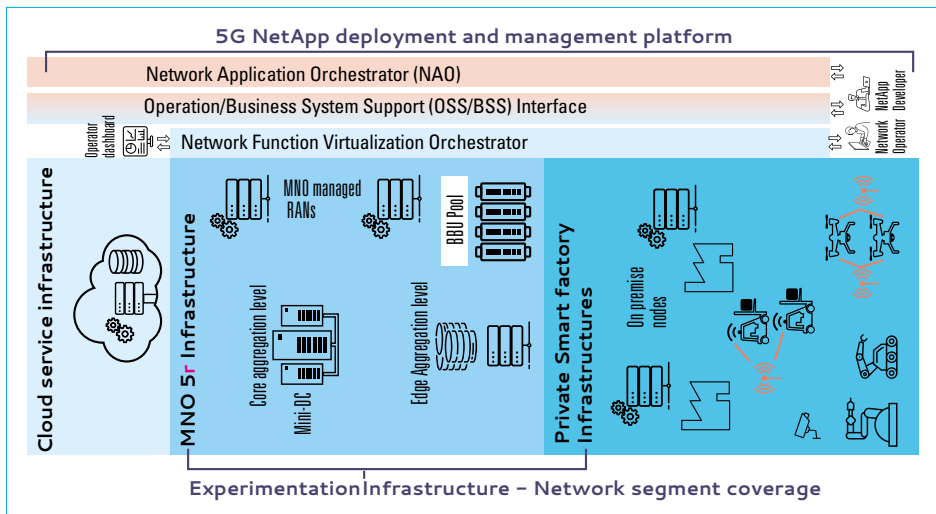 5G NetApp deployment and management platform
Network Application Orchestrator (NAO)
Operation/Business System Support (OSS/BSS) Interface
NetApp
Developer
Operator
dashboard
Network Function Virtualization Orchestrator
Network
Operator
Cloud service infrastructure
MNO 5r Infrastructure
MNO managed
RANs
BBU Pool
Core aggregation level
Mini-DC
Edge Aggregation level
Private Smart factory
Infrastructures
On premise
nodes
ExperimentationInfrastructure – Network segment coverage